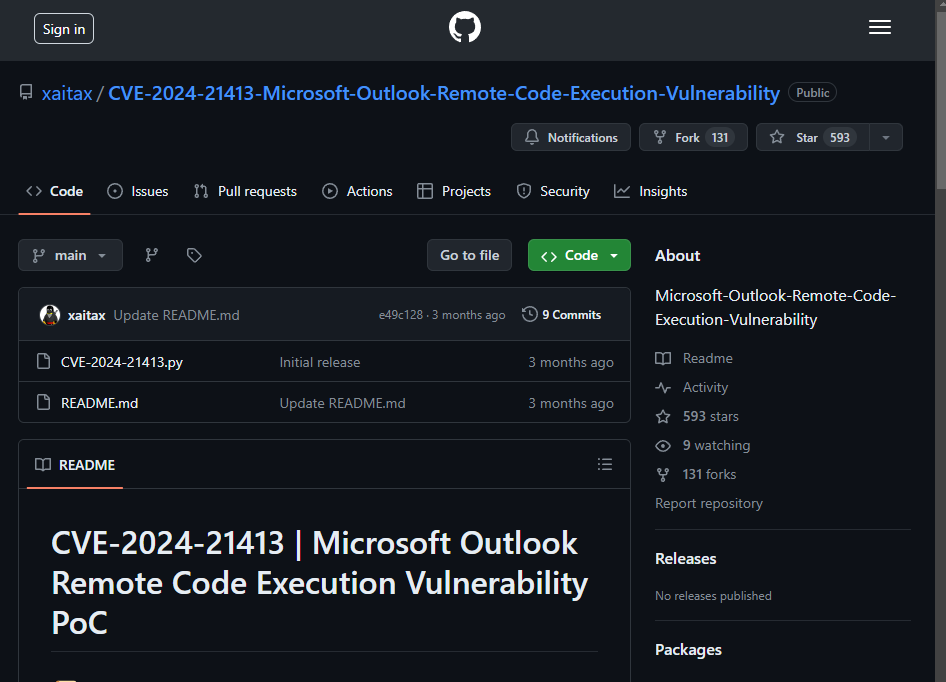 Sign in
xaitax / CVE-2024-21413-Microsoft-Outlook-Remote-Code-Execution-Vulnerability Public
Notifications Fork 131 Star 593
Code Issues Pull requests Actions Projects Security Insights
main Go to file Code
xaitax Update README.md e49c128 · 3 months ago 9 Commits
CVE-2024-21413.py Initial release 3 months ago
README.md Update README.md 3 months ago
README
CVE-2024-21413 | Microsoft Outlook
Remote Code Execution Vulnerability
PoC
About
Microsoft-Outlook-Remote-Code-
Execution-Vulnerability
Readme
Activity
593 stars
9 watching
131 forks
Report repository
Releases
No releases published
Packages